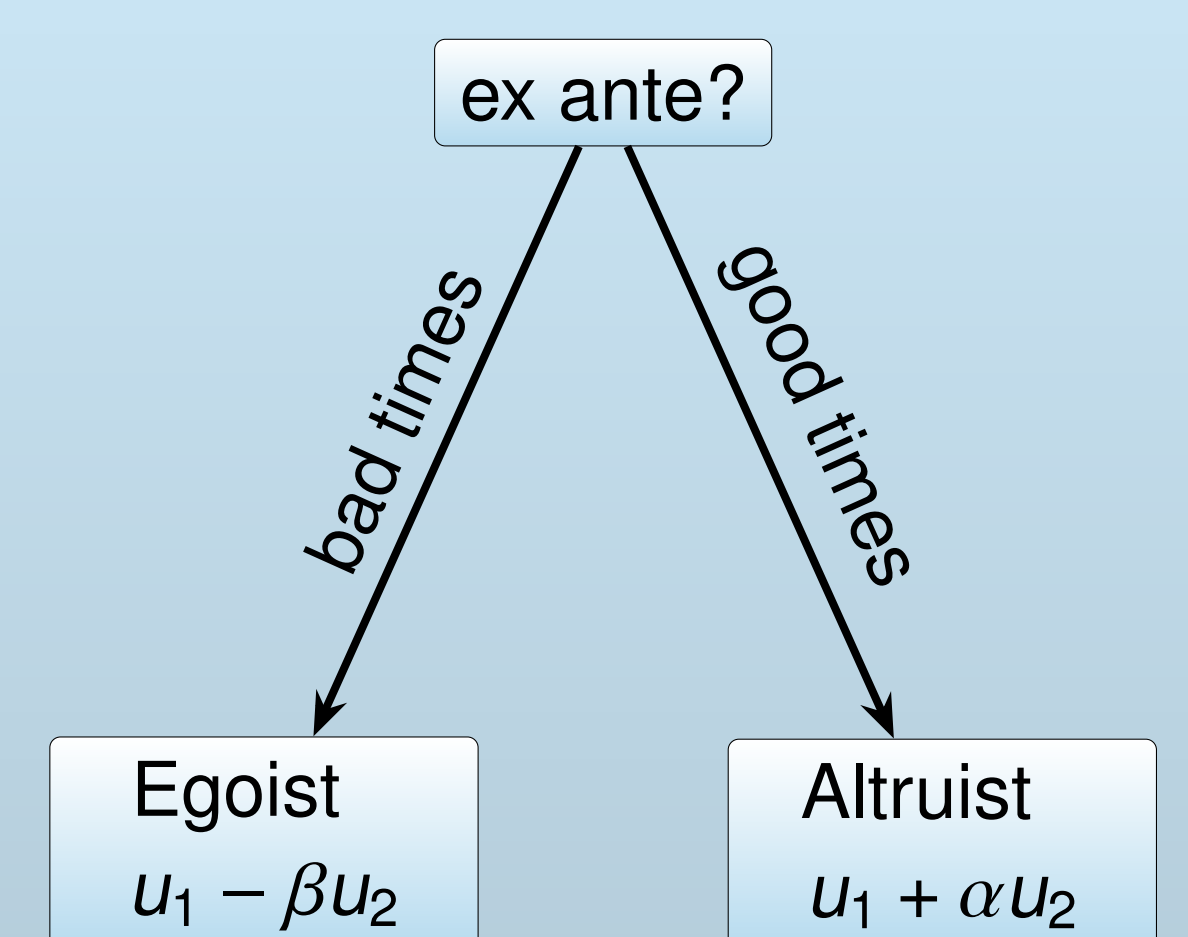 ex ante?
bad times
good times
Egoist
u₁ − βu₂
Altruist
u₁ + αu₂